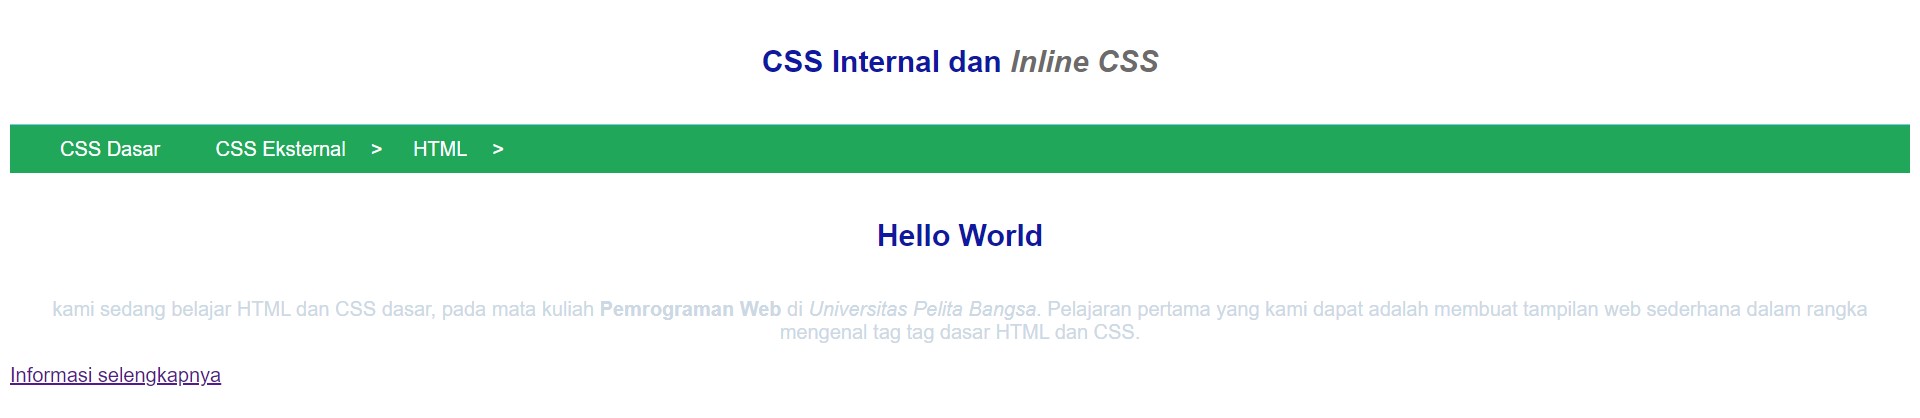 CSS Internal dan Inline CSS
CSS Dasar CSS Eksternal > HTML >
Hello World
kami sedang belajar HTML dan CSS dasar, pada mata kuliah Pemrograman Web di Universitas Pelita Bangsa. Pelajaran pertama yang kami dapat adalah membuat tampilan web sederhana dalam rangka
mengenal tag tag dasar HTML dan CSS.
Informasi selengkapnya